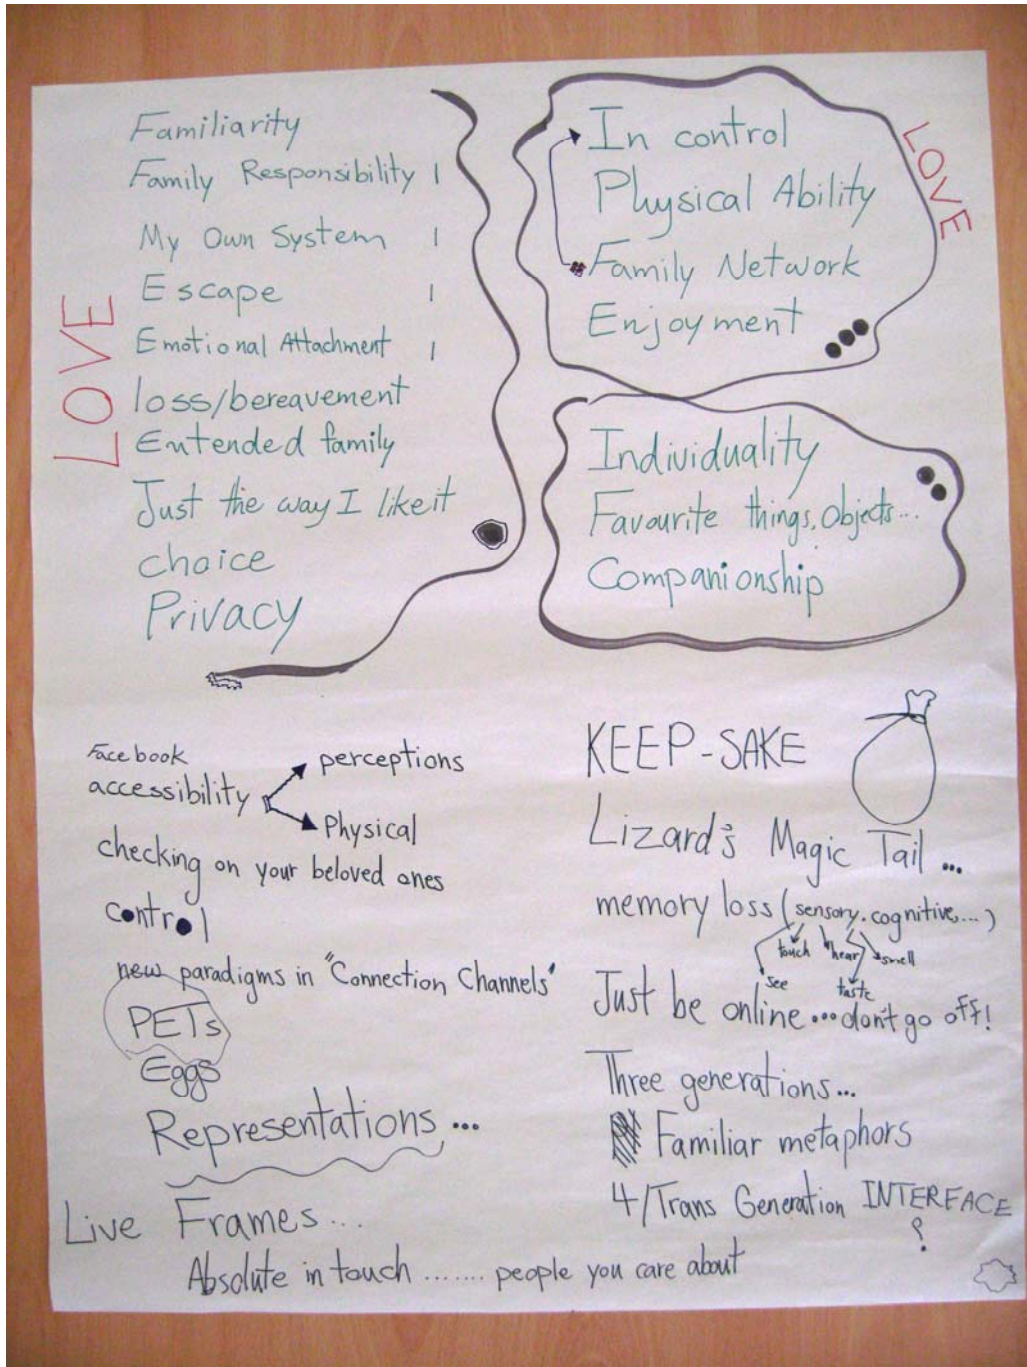 LOVE
Familiarity
Family Responsibility 1
My Own System 1
Escape 1
Emotional Attachment 1
loss/bereavement
Entended family
Just the way I like it
choice
Privacy
LOVE
In control
Physical Ability
Family Network
Enjoyment
Individuality
Favourite things, objects...
Companionship
Facebook
accessibility
perceptions
Physical
checking on your beloved ones
control
new paradigms in "Connection Channels"
PETs
Eggs
Representations...
Live Frames...
Absolute in touch ....... people you care about
KEEP-SAKE
Lizard's Magic Tail ...
memory loss (sensory, cognitive,...)
touch hear smell
see taste
Just be online... don't go off!
Three generations...
Familiar metaphors
4/Trans Generation INTERFACE
?